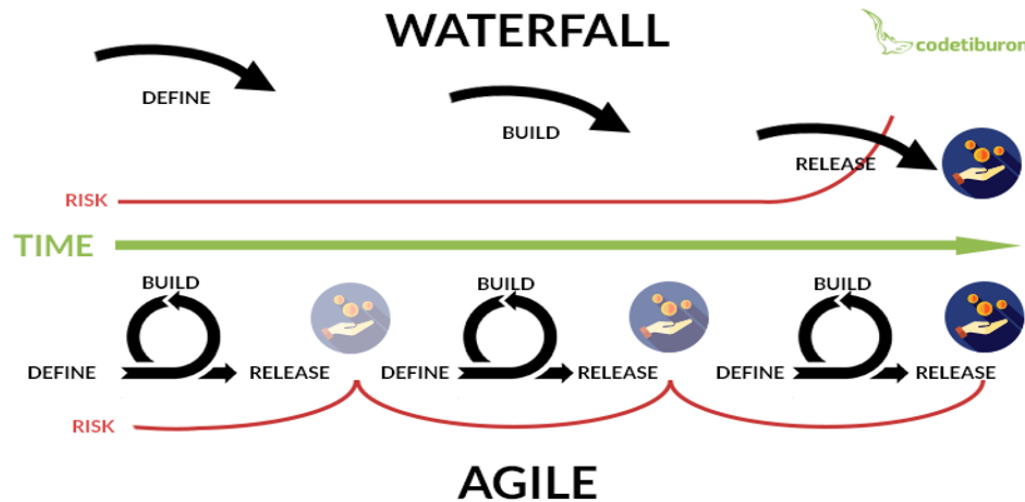 WATERFALL
codetiburon
DEFINE
BUILD
RELEASE
RISK
TIME
BUILD
BUILD
BUILD
DEFINE
RELEASE
DEFINE
RELEASE
DEFINE
RELEASE
RISK
AGILE